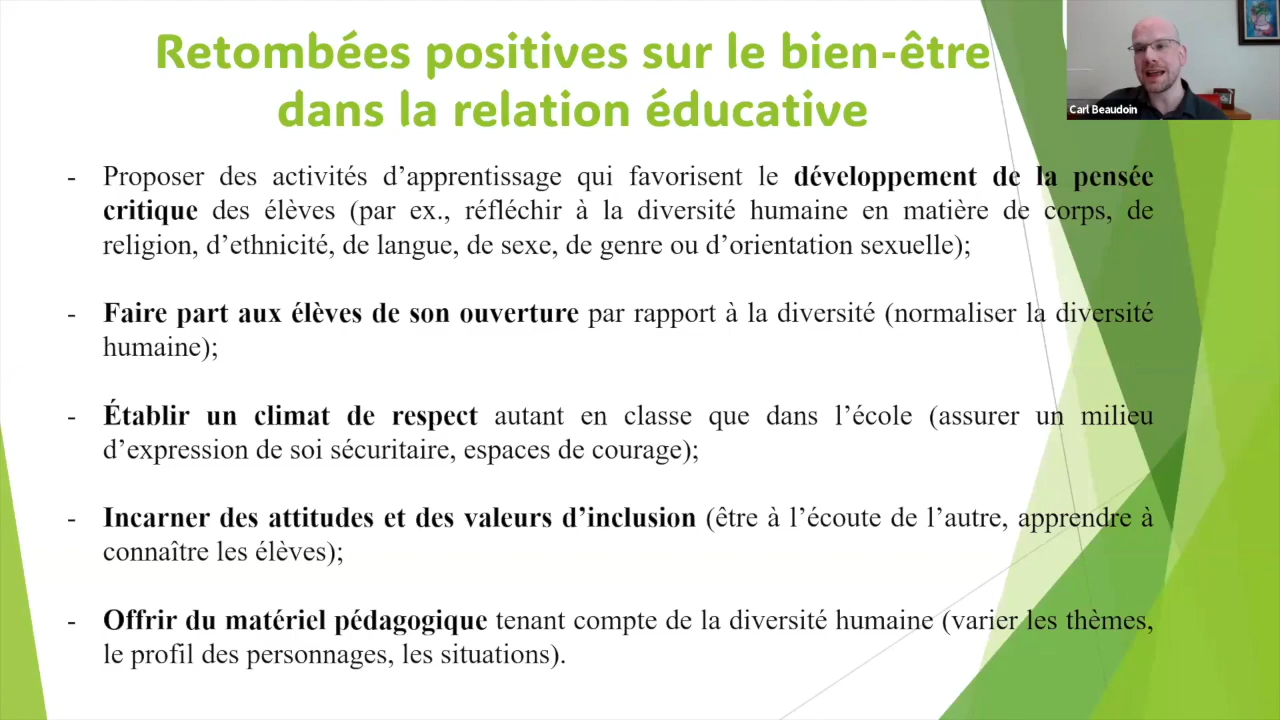 Retombées positives sur le bien-être
dans la relation éducative
Carl Beaudoin
- Proposer des activités d’apprentissage qui favorisent le développement de la pensée
critique des élèves (par ex., réfléchir à la diversité humaine en matière de corps, de
religion, d’ethnicité, de langue, de sexe, de genre ou d’orientation sexuelle);
- Faire part aux élèves de son ouverture par rapport à la diversité (normaliser la diversité
humaine);
- Établir un climat de respect autant en classe que dans l’école (assurer un milieu
d’expression de soi sécuritaire, espaces de courage);
- Incarner des attitudes et des valeurs d’inclusion (être à l’écoute de l’autre, apprendre à
connaître les élèves);
- Offrir du matériel pédagogique tenant compte de la diversité humaine (varier les thèmes,
le profil des personnages, les situations).